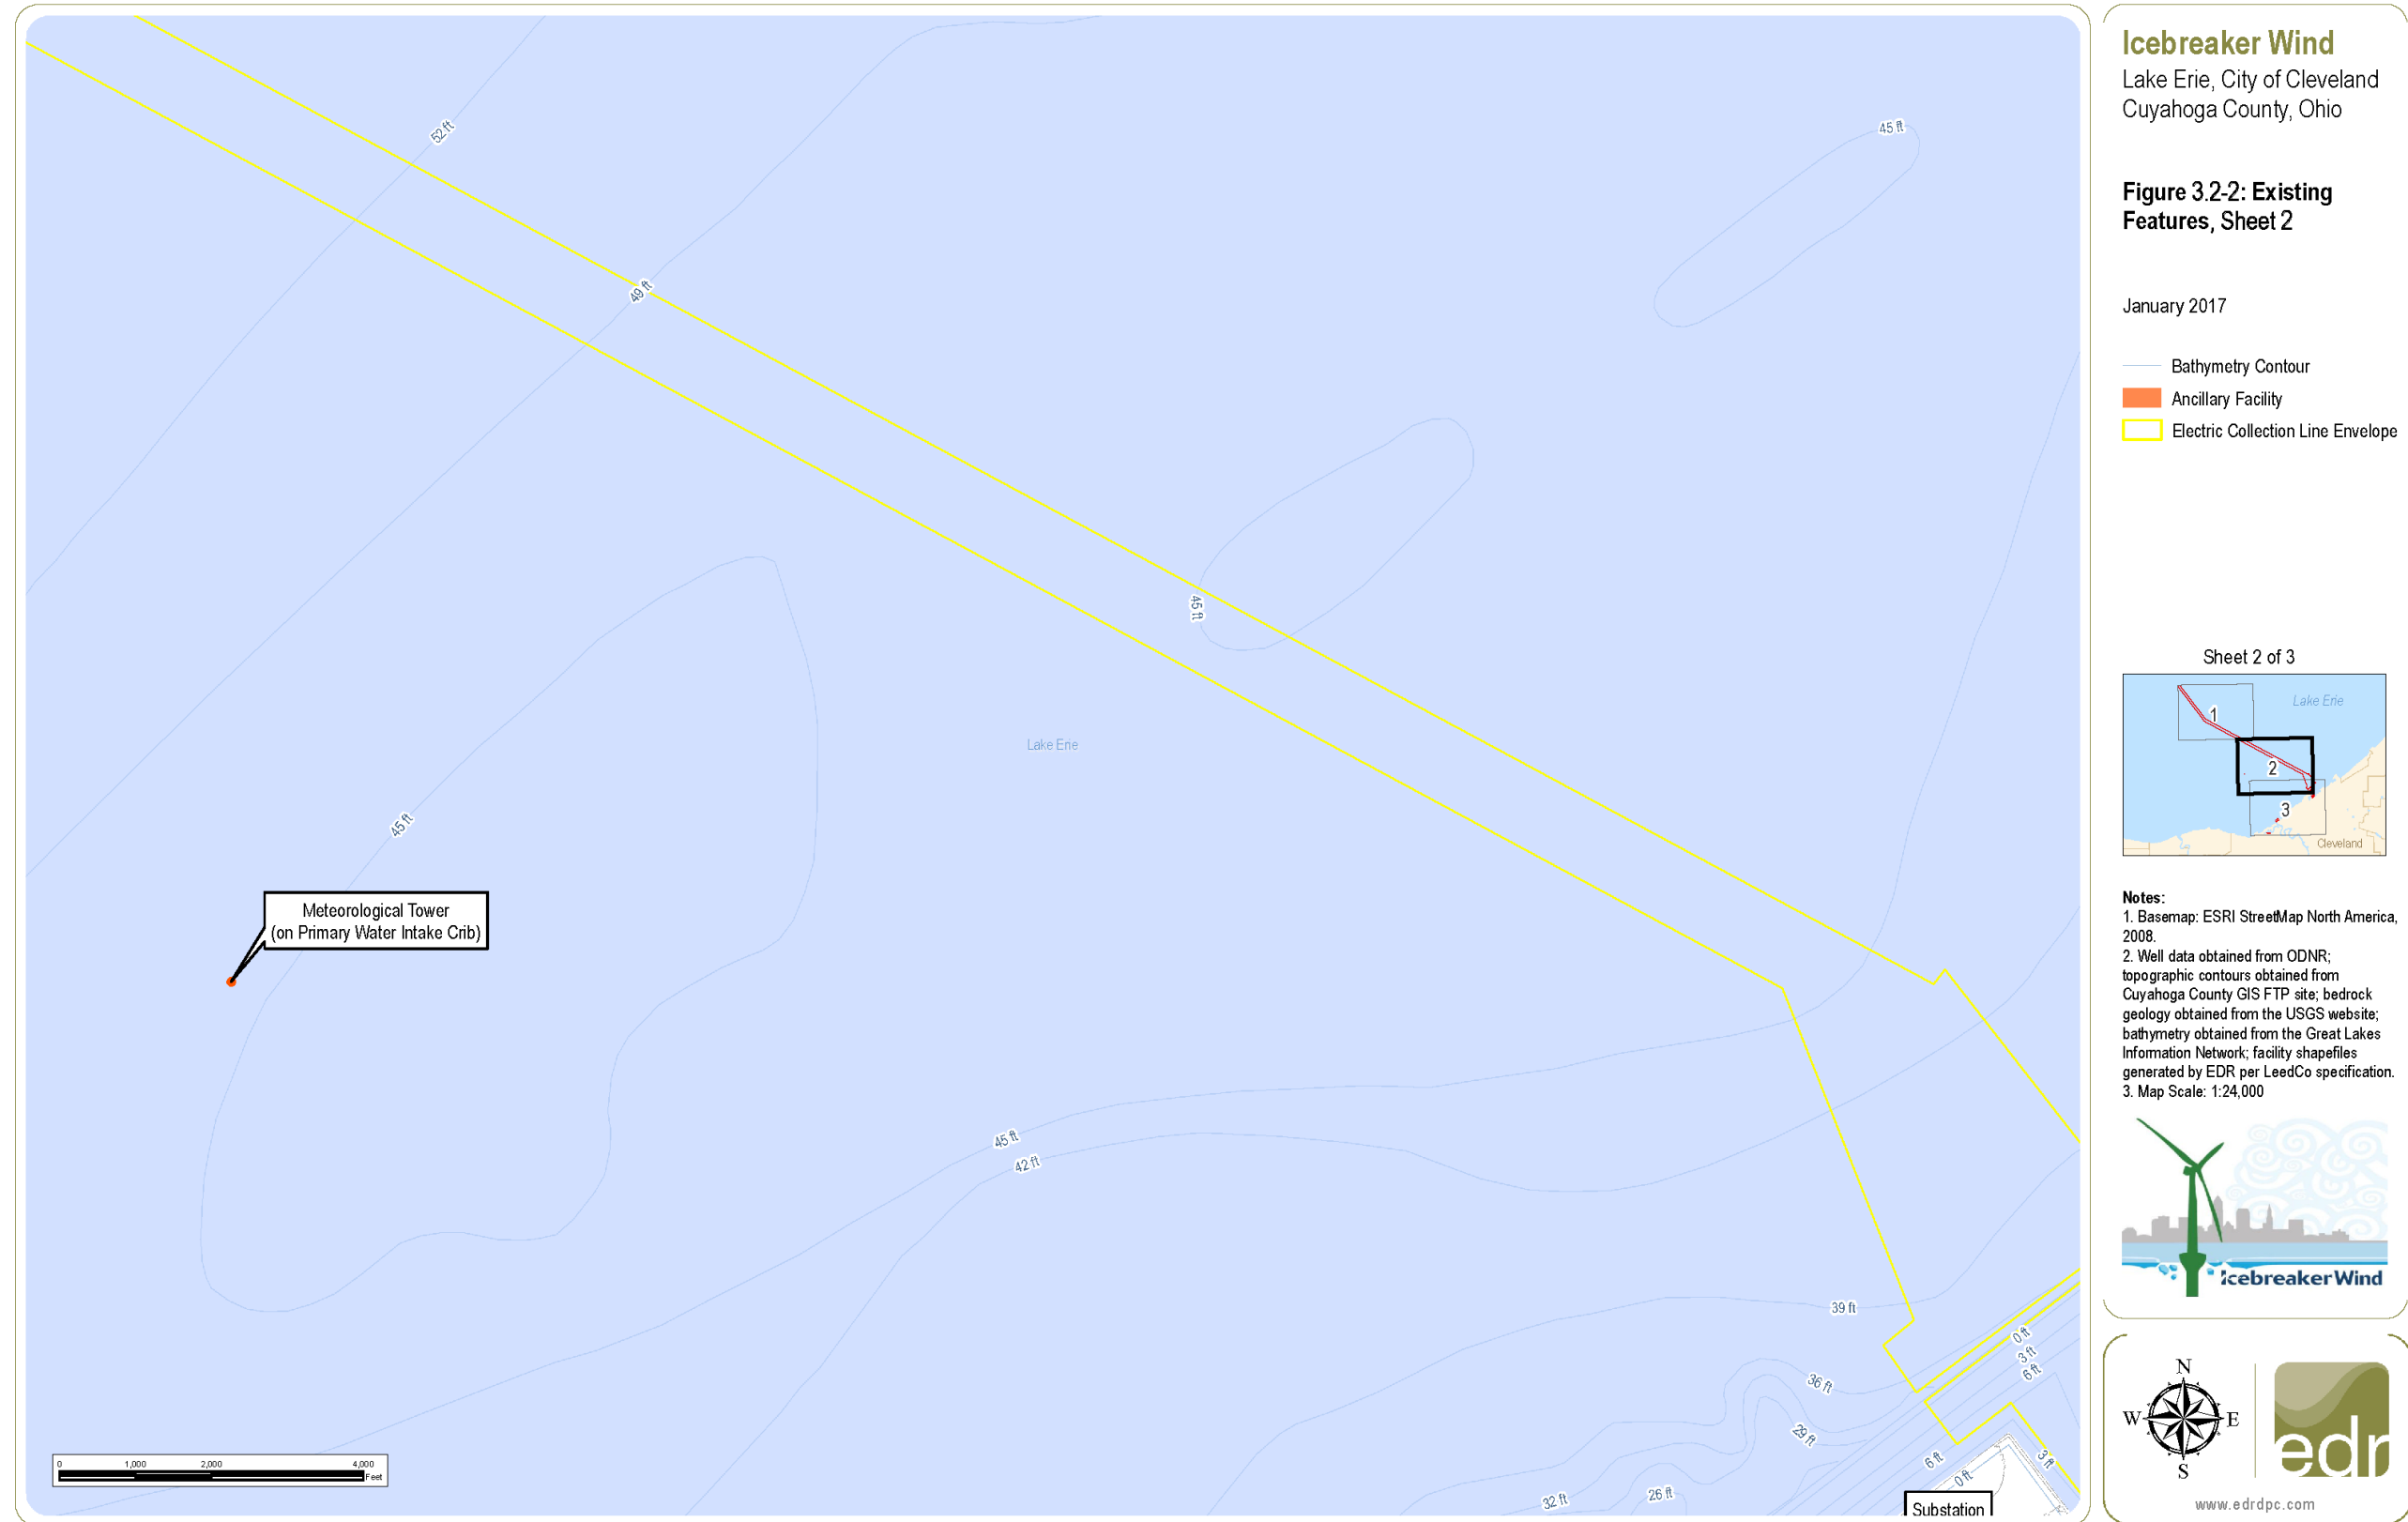 52 ft
49 ft
45 ft
45 ft
Lake Erie
45 ft
Meteorological Tower
(on Primary Water Intake Crib)
45 ft
42 ft
39 ft
0 ft
3 ft
6 ft
36 ft
29 ft
6 ft
3 ft
0 ft
32 ft
26 ft
Substation
0 1,000 2,000 4,000
Feet
Icebreaker Wind
Lake Erie, City of Cleveland
Cuyahoga County, Ohio
Figure 3.2-2: Existing
Features, Sheet 2
January 2017
Bathymetry Contour
Ancillary Facility
Electric Collection Line Envelope
Sheet 2 of 3
Lake Erie
1
2
3
Cleveland
Notes:
1. Basemap: ESRI StreetMap North America,
2008.
2. Well data obtained from ODNR;
topographic contours obtained from
Cuyahoga County GIS FTP site; bedrock
geology obtained from the USGS website;
bathymetry obtained from the Great Lakes
Information Network; facility shapefiles
generated by EDR per LeedCo specification.
3. Map Scale: 1:24,000
Icebreaker Wind
N
W E
S
edr
www.edrdpc.com